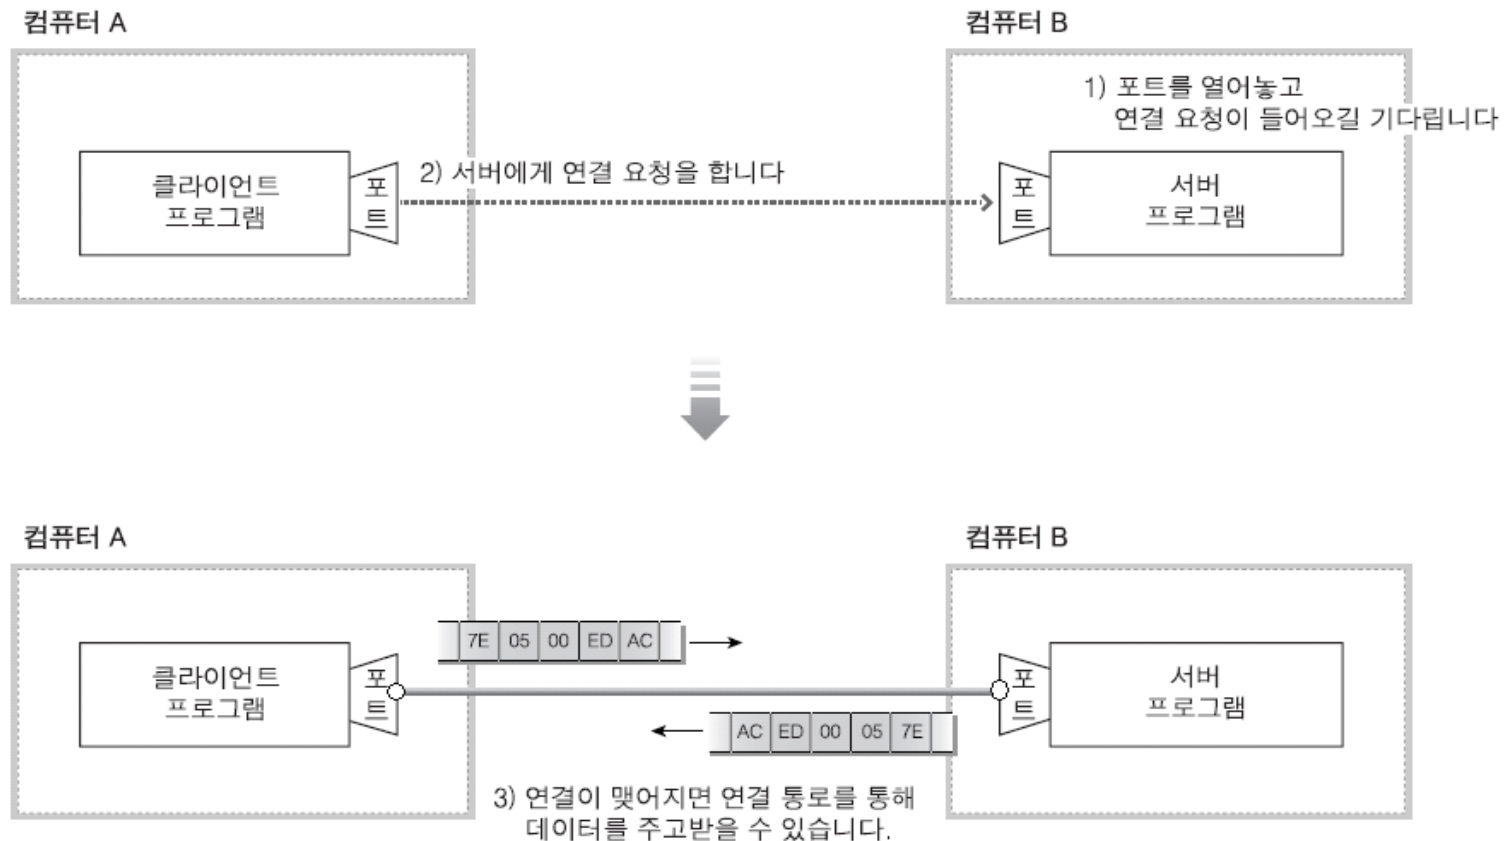 컴퓨터 A
컴퓨터 B
1) 포트를 열어놓고
연결 요청이 들어오길 기다립니다
클라이언트
프로그램
포
트
2) 서버에게 연결 요청을 합니다
포
트
서버
프로그램
컴퓨터 A
컴퓨터 B
7E 05 00 ED AC
클라이언트
프로그램
포
트
포
트
서버
프로그램
AC ED 00 05 7E
3) 연결이 맺어지면 연결 통로를 통해
데이터를 주고받을 수 있습니다.